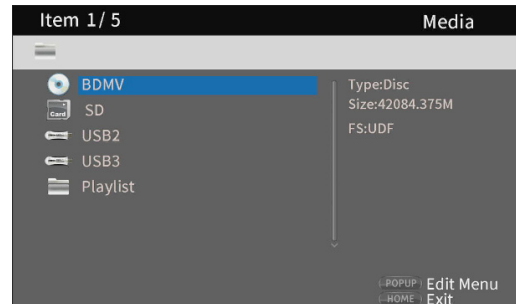 Item 1/5
Media
BDMV
Card SD
USB2
USB3
Playlist
Type:Disc
Size:42084.375M
FS:UDF
POPUP Edit Menu
HOME Exit